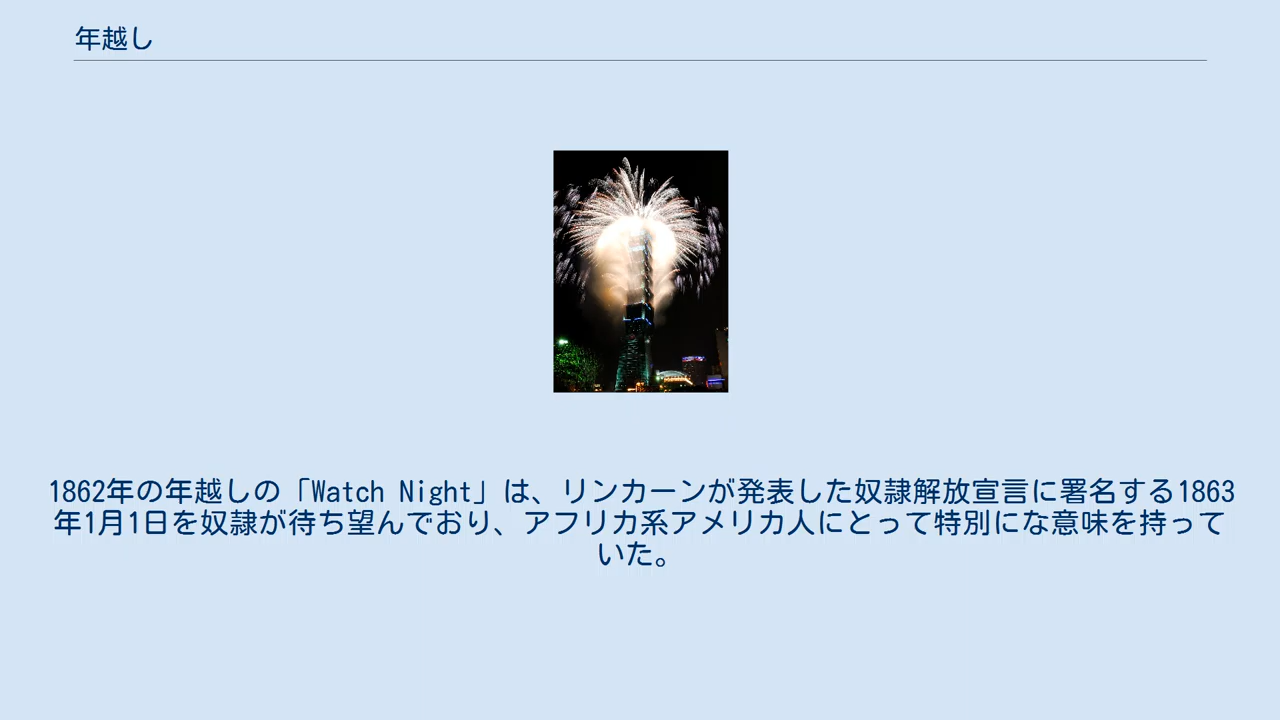 年越し
1862年の年越しの「Watch Night」は、リンカーンが発表した奴隷解放宣言に署名する1863
年1月1日を奴隷が待ち望んでおり、アフリカ系アメリカ人にとって特別にな意味を持って
いた。